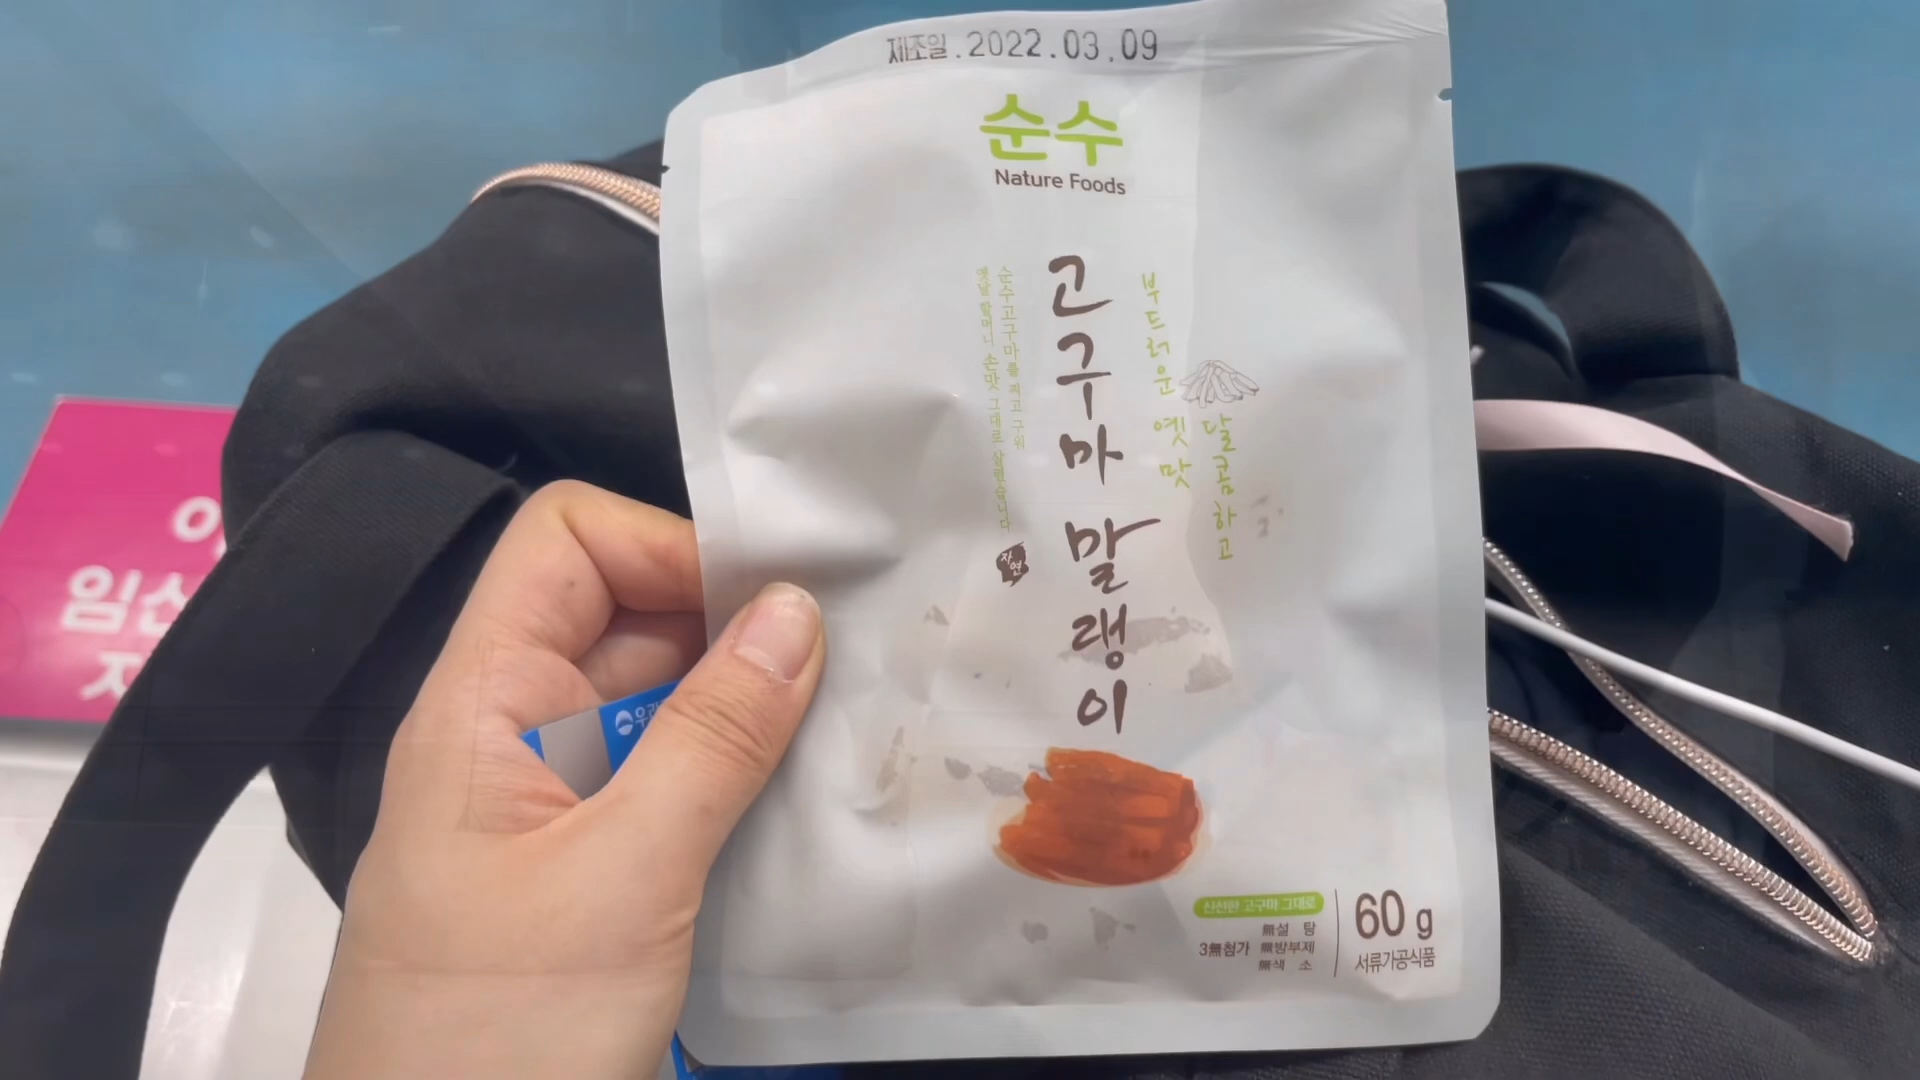 제조일.2022.03.09
순수
Nature Foods
고구마 말랭이
달콤하고
부드러운 옛맛
순수고구마를 찌고 구워
옛날 할머니 손맛 그대로 살렸습니다
자연
신선한 고구마 그대로
3無첨가
無설탕
無방부제
無색소
60 g
서류가공식품